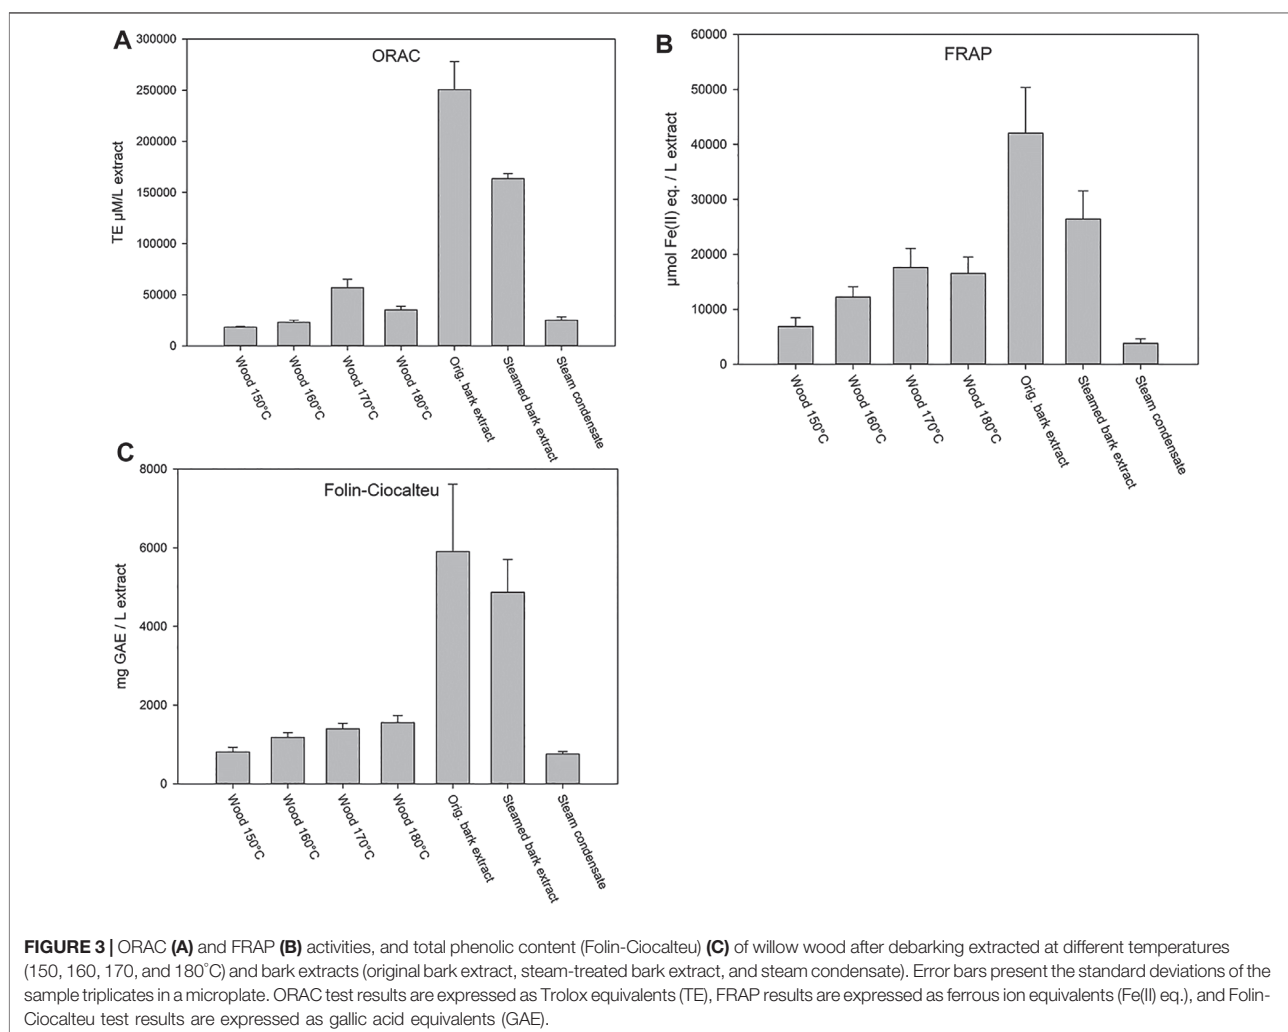 A
ORAC
TE µM/L extract
300000
250000
200000
150000
100000
50000
0
Wood 150°C
Wood 160°C
Wood 170°C
Wood 180°C
Orig. bark extract
Steamed bark extract
Steam condensate
B
FRAP
µmol Fe(II) eq. / L extract
60000
50000
40000
30000
20000
10000
0
Wood 150°C
Wood 160°C
Wood 170°C
Wood 180°C
Orig. bark extract
Steamed bark extract
Steam condensate
C
Folin-Ciocalteu
mg GAE / L extract
8000
6000
4000
2000
0
Wood 150°C
Wood 160°C
Wood 170°C
Wood 180°C
Orig. bark extract
Steamed bark extract
Steam condensate
FIGURE 3 | ORAC (A) and FRAP (B) activities, and total phenolic content (Folin-Ciocalteu) (C) of willow wood after debarking extracted at different temperatures
(150, 160, 170, and 180°C) and bark extracts (original bark extract, steam-treated bark extract, and steam condensate). Error bars present the standard deviations of the
sample triplicates in a microplate. ORAC test results are expressed as Trolox equivalents (TE), FRAP results are expressed as ferrous ion equivalents (Fe(II) eq.), and Folin-
Ciocalteu test results are expressed as gallic acid equivalents (GAE).